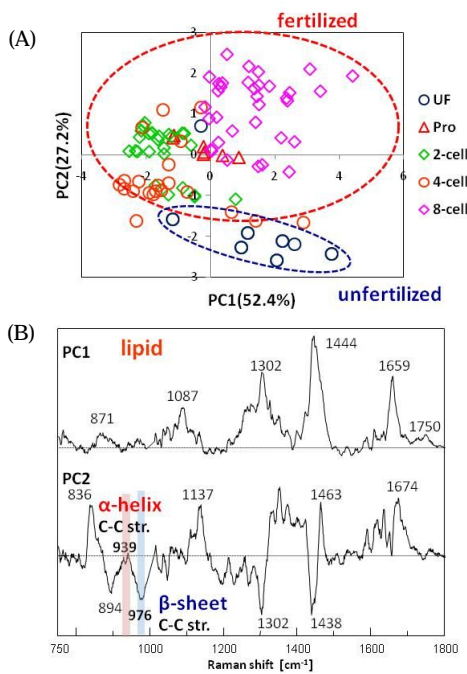 (A)
fertilized
3
2
1
0
-1
-2
-3
-4
-2
0
2
4
6
PC2(27.2%)
PC1(52.4%)
unfertilized
UF
Pro
2-cell
4-cell
8-cell
(B)
PC1
lipid
871
1087
1302
1444
1659
1750
PC2
836
α-helix
C-C str.
939
1137
1463
1674
894
976
β-sheet
C-C str.
1302
1438
750
1000
1200
1400
1600
1800
Raman shift [cm⁻¹]